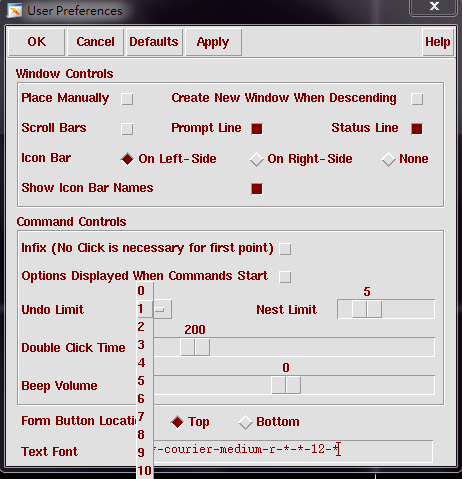 User Preferences
OK Cancel Defaults Apply Help
Window Controls
Place Manually Create New Window When Descending
Scroll Bars Prompt Line Status Line
Icon Bar On Left-Side On Right-Side None
Show Icon Bar Names
Command Controls
Infix (No Click is necessary for first point)
Options Displayed When Commands Start
0
5
Undo Limit 1 Nest Limit
2
200
Double Click Time 3
4
0
Beep Volume 5
6
Form Button Locati 7 Top Bottom
8
Text Font 9 -courier-medium-r-*-*-12-*
10